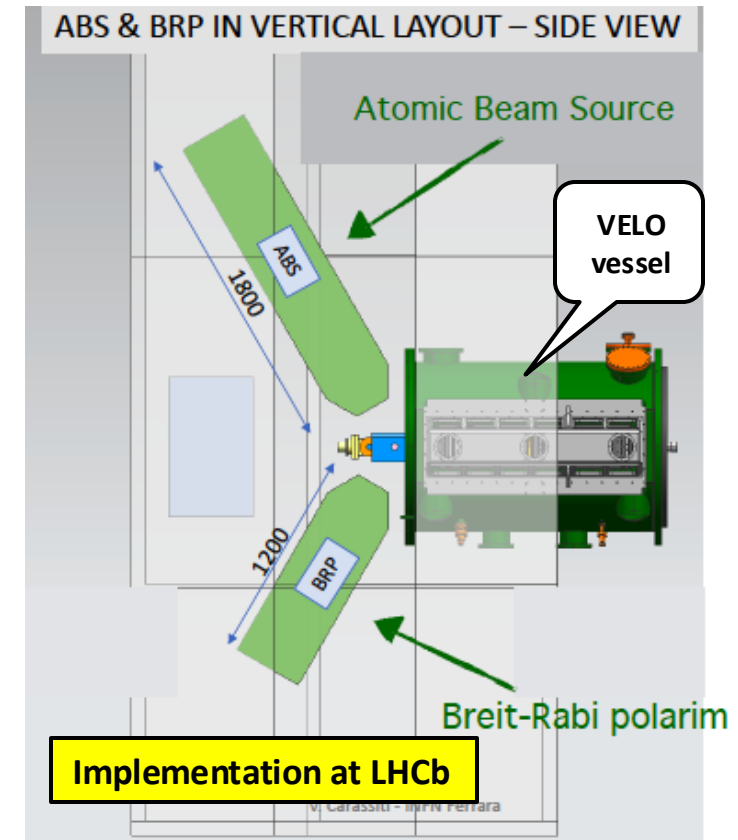 ABS & BRP IN VERTICAL LAYOUT – SIDE VIEW
Atomic Beam Source
VELO
vessel
ABS
1800
1200
BRP
Breit-Rabi polarim
Implementation at LHCb
V. Carassiti - INFN Ferrara